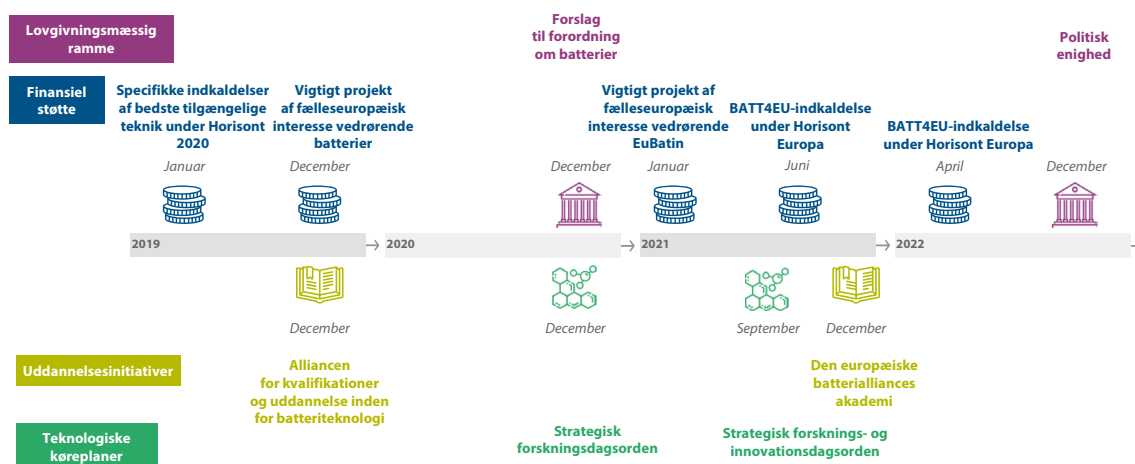 Lovgivningsmæssig
ramme
Forslag
til forordning
om batterier
Politisk
enighed
Finansiel
støtte
Specifikke indkaldelser
af bedste tilgængelige
teknik under Horisont
2020
Januar
Vigtigt projekt
af fælleseuropæisk
interesse vedrørende
batterier
December
December
Vigtigt projekt af
fælleseuropæisk
interesse vedrørende
EuBatin
Januar
BATT4EU-indkaldelse
under Horisont
Europa
Juni
BATT4EU-indkaldelse
under Horisont Europa
April
December
2019
2020
2021
2022
December
December
September
December
Uddannelsesinitiativer
Alliancen
for kvalifikationer
og uddannelse inden
for batteriteknologi
Den europæiske
batterialliances
akademi
Teknologiske
køreplaner
Strategisk
forskningsdagsorden
Strategisk forsknings- og
innovationsdagsorden